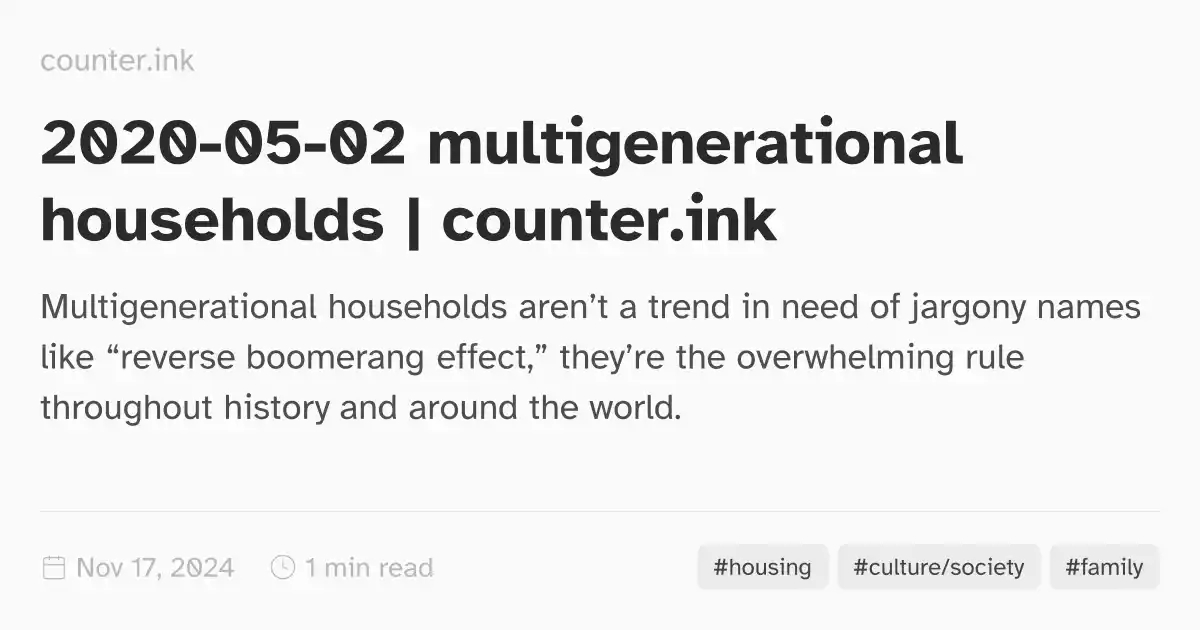 counter.ink
2020-05-02 multigenerational
households | counter.ink
Multigenerational households aren’t a trend in need of jargony names
like “reverse boomerang effect,” they’re the overwhelming rule
throughout history and around the world.
Nov 17, 2024 1 min read #housing #culture/society #family